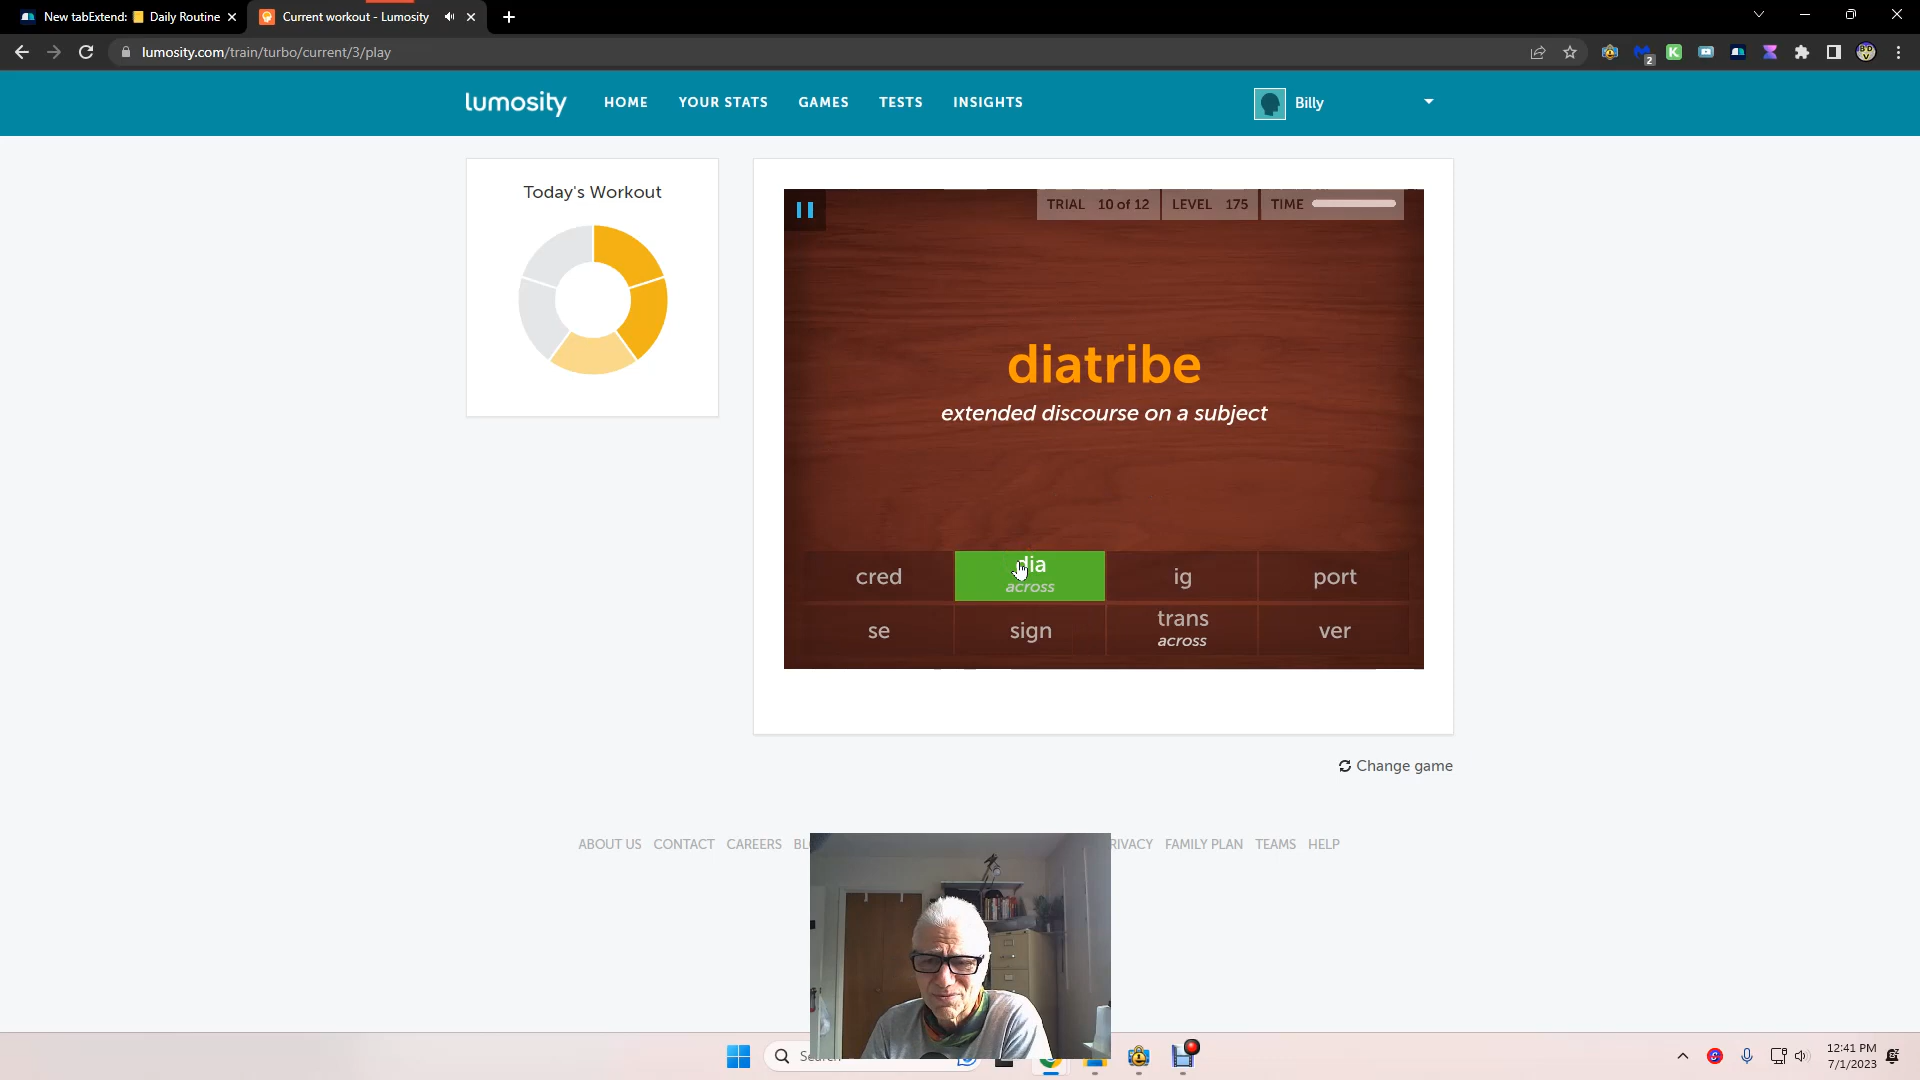 New tabExtend: Daily Routine
Current workout - Lumosity
lumosity.com/train/turbo/current/3/play
2
lumosity
HOME
YOUR STATS
GAMES
TESTS
INSIGHTS
Billy
Today's Workout
TRIAL 10 of 12
LEVEL 175
TIME
diatribe
extended discourse on a subject
cred
dia
across
ig
port
se
sign
trans
across
ver
Change game
ABOUT US
CONTACT
CAREERS
FAMILY PLAN
TEAMS
HELP
12:41 PM
7/1/2023